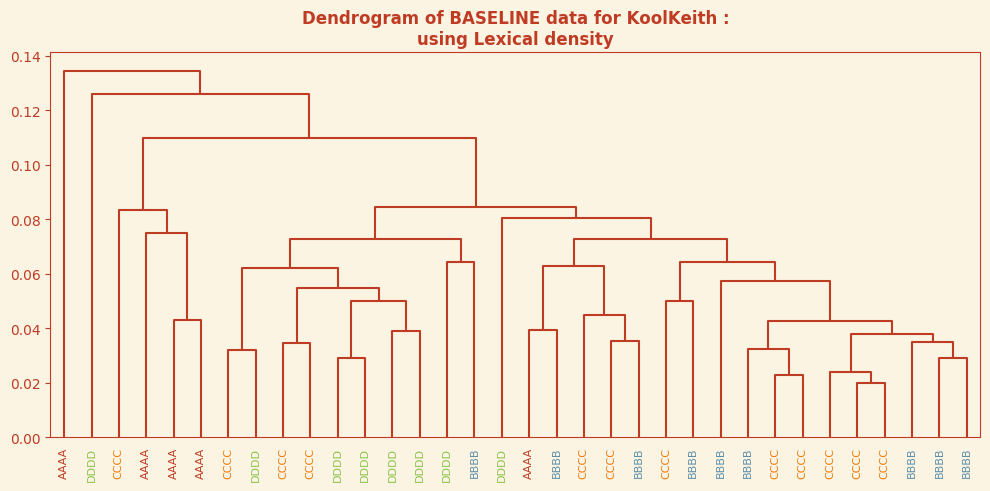 Dendrogram of BASELINE data for KoolKeith :
using Lexical density
0.14
0.12
0.10
0.08
0.06
0.04
0.02
0.00
AAAA DDDD CCCC AAAA AAAA AAAA CCCC DDDD CCCC CCCC DDDD DDDD DDDD DDDD DDDD BBBB DDDD AAAA BBBB CCCC CCCC BBBB CCCC BBBB BBBB BBBB CCCC CCCC CCCC CCCC CCCC BBBB BBBB BBBB